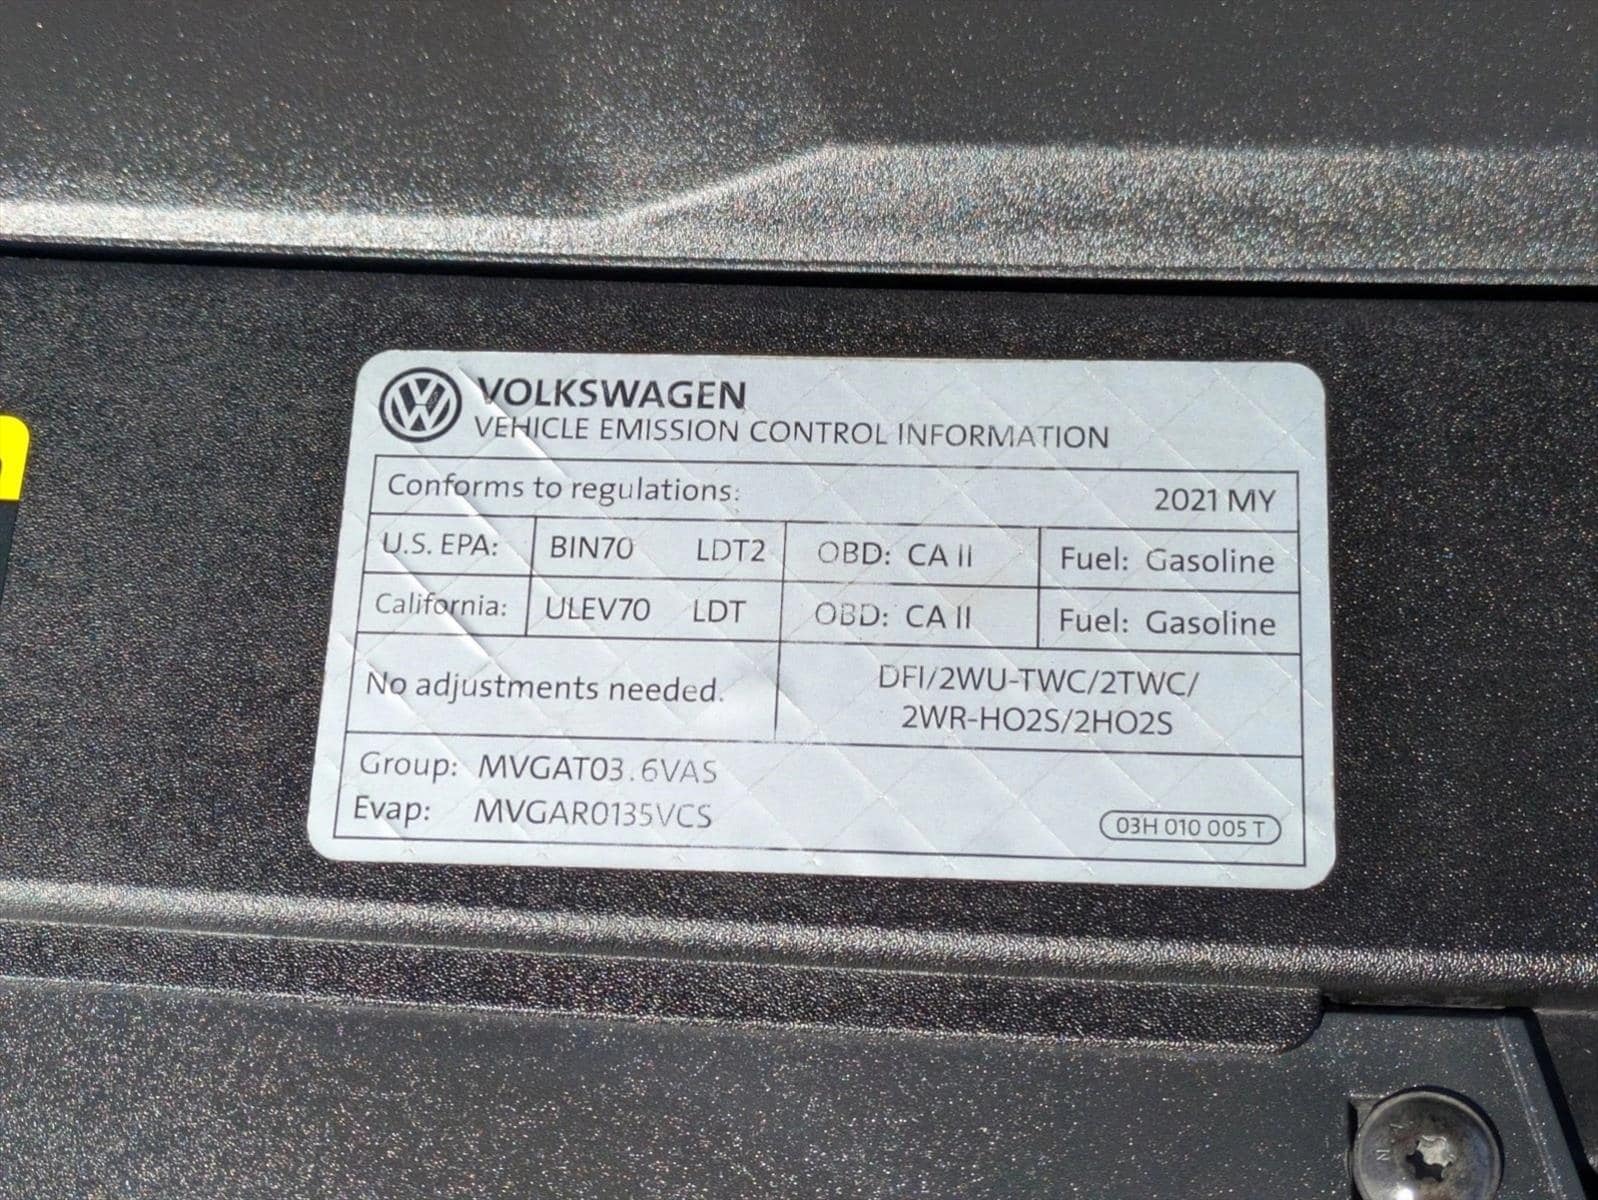 VOLKSWAGEN
VEHICLE EMISSION CONTROL INFORMATION
Conforms to regulations: 2021 MY
U.S. EPA: BIN70 LDT2 OBD: CA II Fuel: Gasoline
California: ULEV70 LDT OBD: CA II Fuel: Gasoline
No adjustments needed.
DFI/2WU-TWC/2TWC/
2WR-HO2S/2HO2S
Group: MVGAT03.6VAS
Evap: MVGAR0135VCS
03H 010 005 T